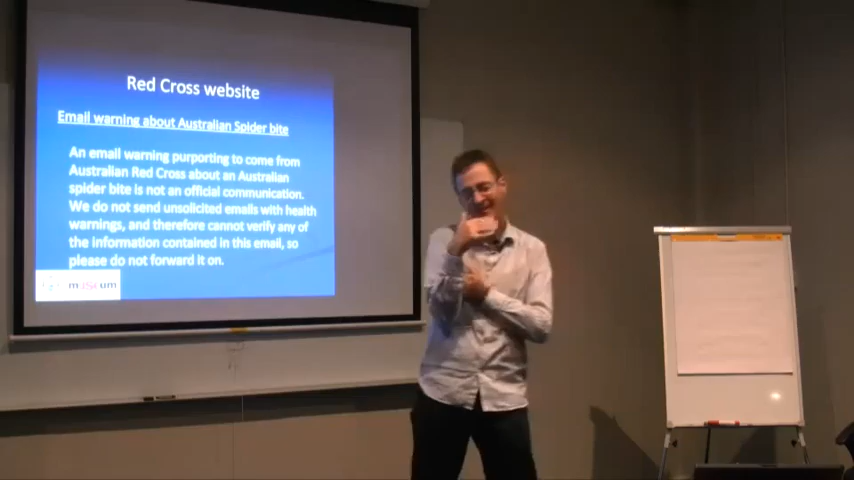 Red Cross website
Email warning about Australian Spider bite
An email warning purporting to come from
Australian Red Cross about an Australian
spider bite is not an official communication.
We do not send unsolicited emails with health
warnings, and therefore cannot verify any of
the information contained in this email, so
please do not forward it on.